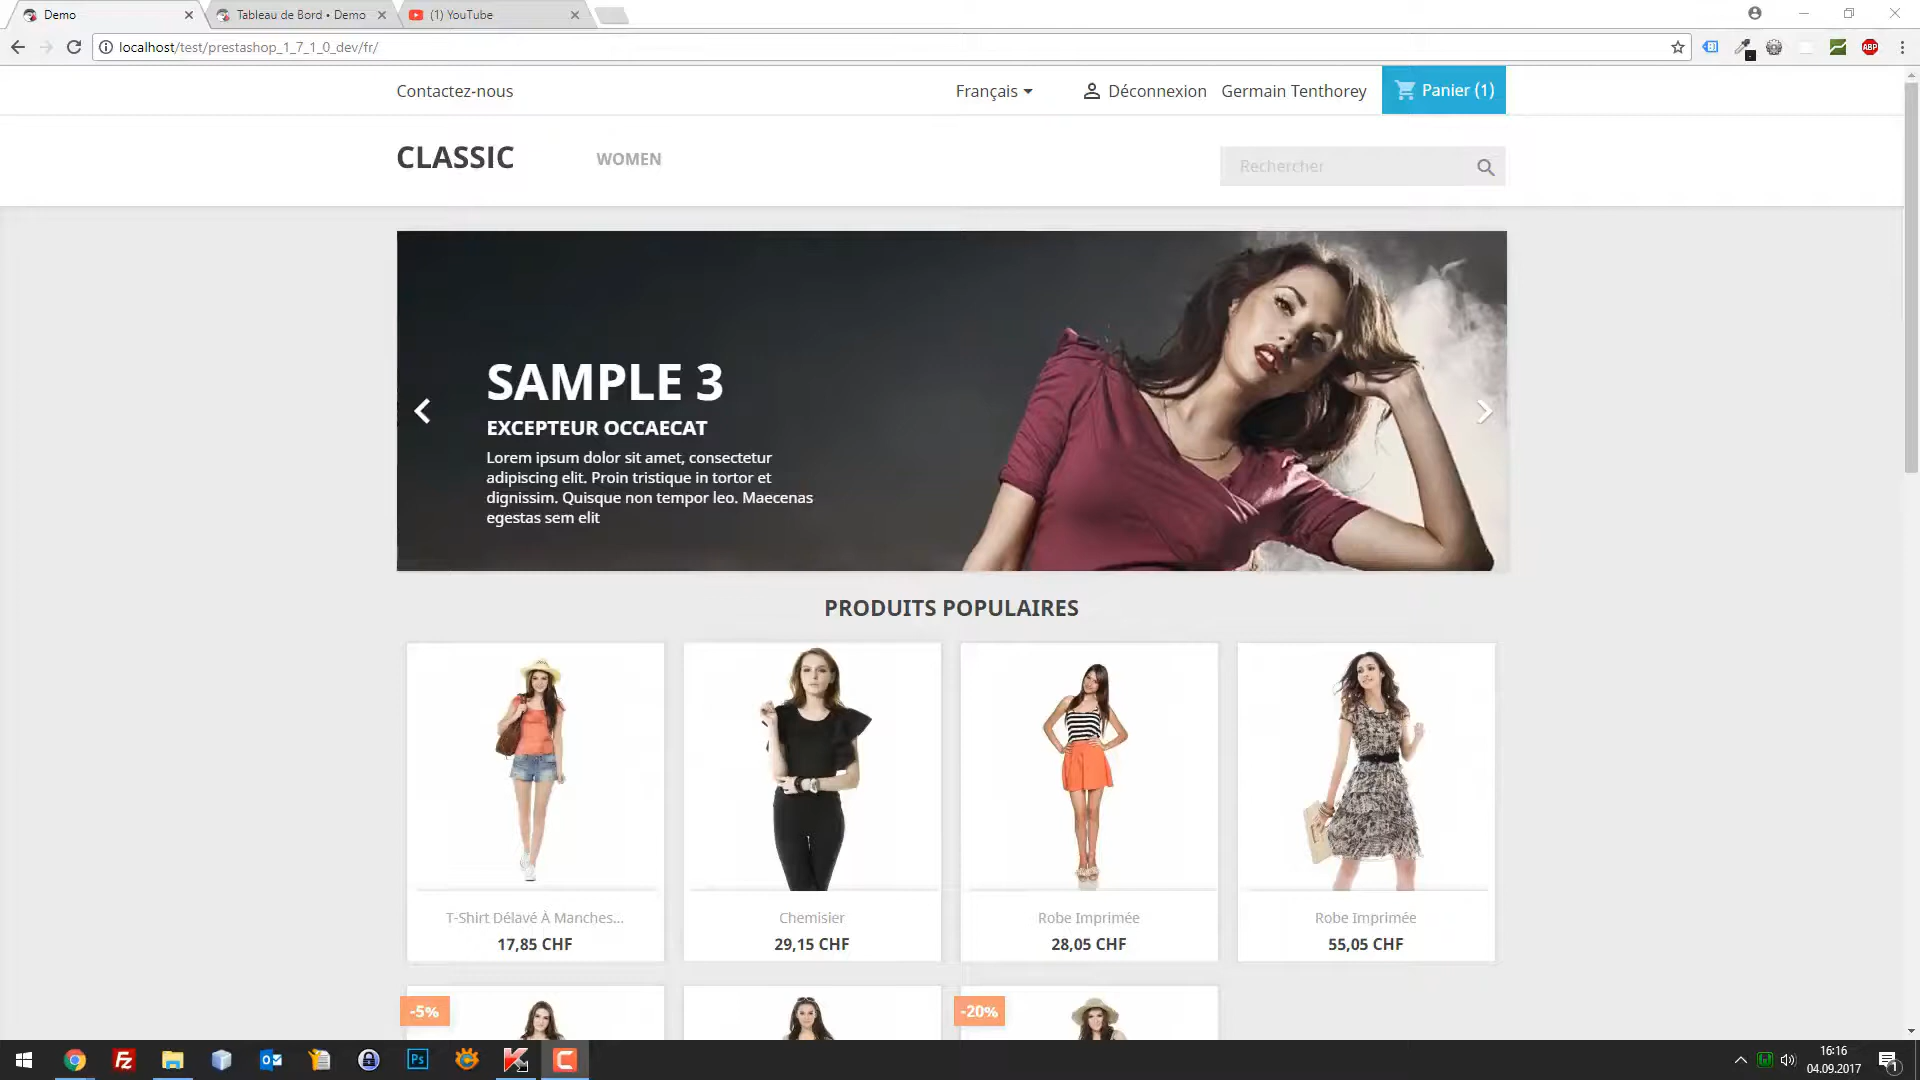 Demo
Tableau de Bord • Demo
(1) YouTube
localhost/test/prestashop_1_7_1_0_dev/fr/
ABP
Contactez-nous
Français
Déconnexion
Germain Tenthorey
Panier (1)
CLASSIC
WOMEN
Rechercher
SAMPLE 3
EXCEPTEUR OCCAECAT
Lorem ipsum dolor sit amet, consectetur
adipiscing elit. Proin tristique in tortor et
dignissim. Quisque non tempor leo. Maecenas
egestas sem elit
PRODUITS POPULAIRES
T-Shirt Délavé À Manches...
17,85 CHF
Chemisier
29,15 CHF
Robe Imprimée
28,05 CHF
Robe Imprimée
55,05 CHF
-5%
-20%
Fz
Ps
16:16
04.09.2017
1